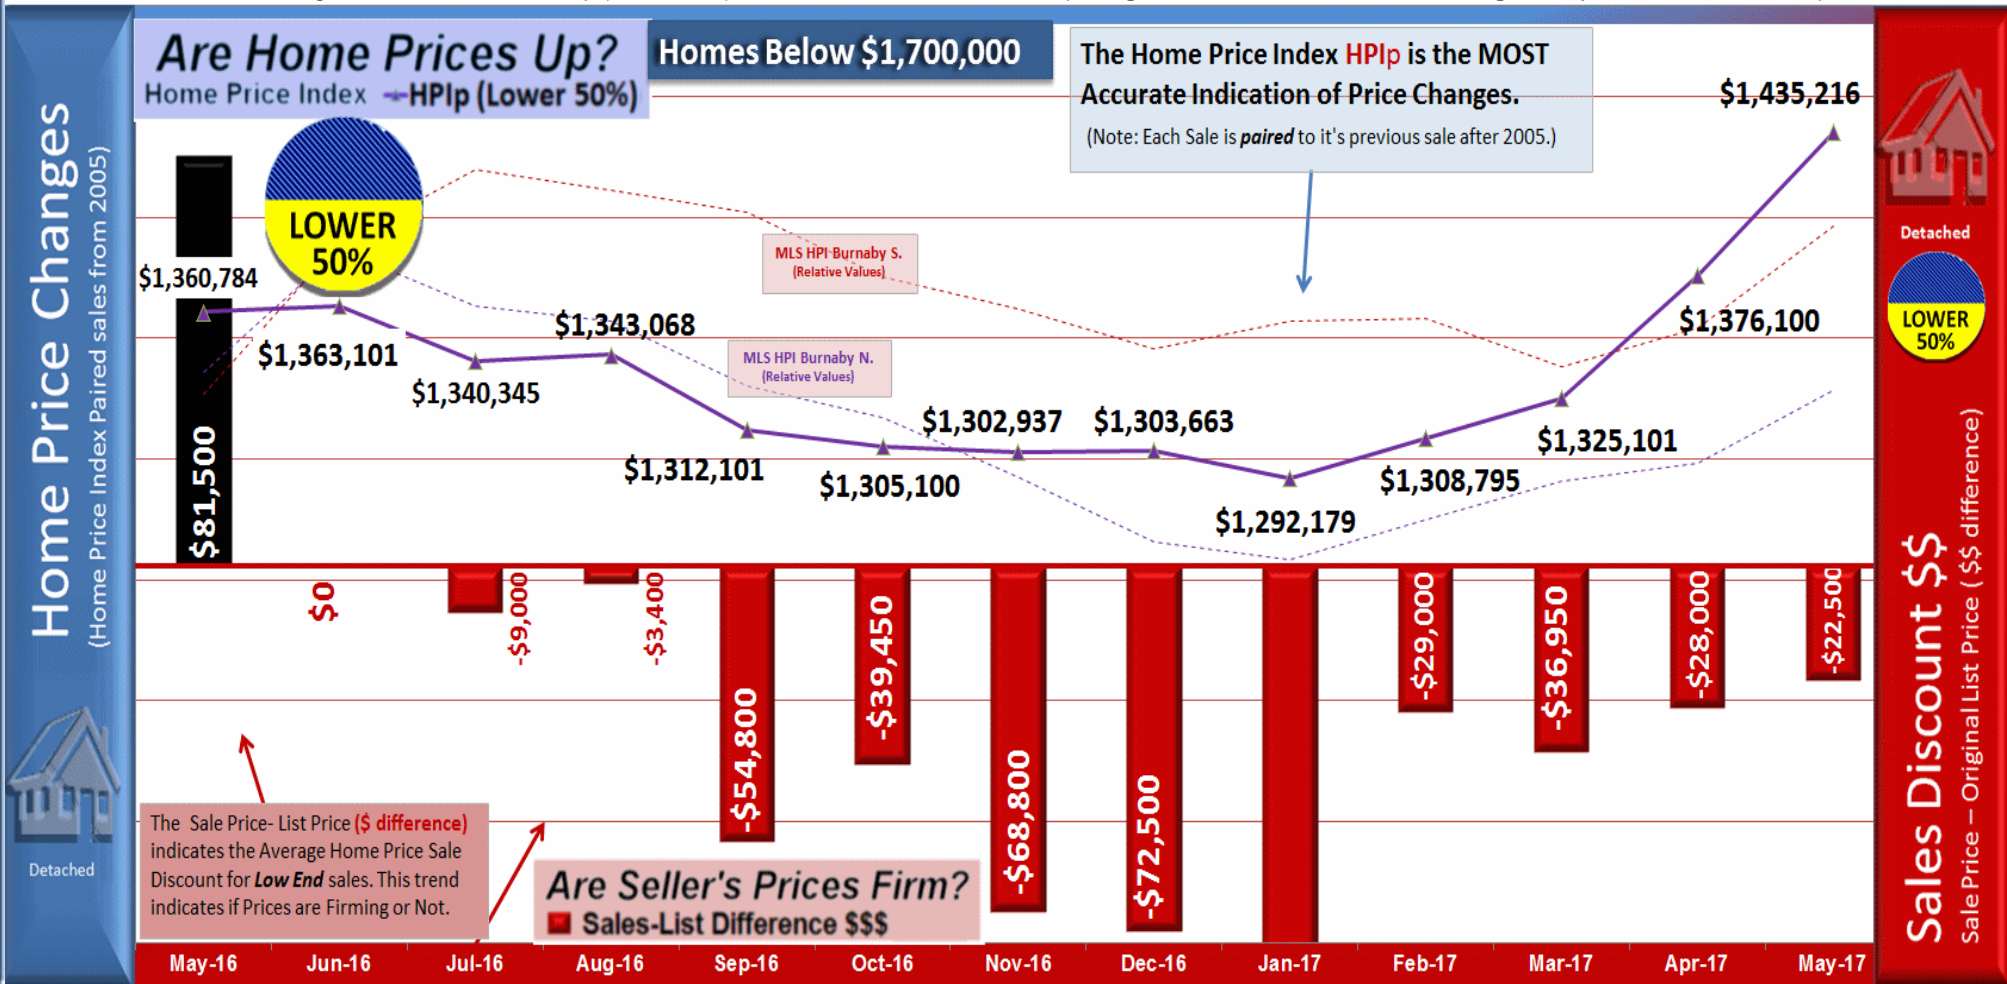 Home Price Changes
(Home Price Index Paired sales from 2005)
Detached
Are Home Prices Up?
Home Price Index HPIp (Lower 50%)
Homes Below $1,700,000
The Home Price Index HPIp is the MOST
Accurate Indication of Price Changes.
(Note: Each Sale is paired to it's previous sale after 2005.)
LOWER
50%
MLS HPI Burnaby S.
(Relative Values)
MLS HPI Burnaby N.
(Relative Values)
$1,360,784
$1,363,101
$1,340,345
$1,343,068
$1,312,101
$1,305,100
$1,302,937
$1,303,663
$1,292,179
$1,308,795
$1,325,101
$1,376,100
$1,435,216
$81,500
$0
-$9,000
-$3,400
-$54,800
-$39,450
-$68,800
-$72,500
-$29,000
-$36,950
-$28,000
-$22,500
The Sale Price- List Price ($ difference)
indicates the Average Home Price Sale
Discount for Low End sales. This trend
indicates if Prices are Firming or Not.
Are Seller's Prices Firm?
Sales-List Difference $$$
May-16
Jun-16
Jul-16
Aug-16
Sep-16
Oct-16
Nov-16
Dec-16
Jan-17
Feb-17
Mar-17
Apr-17
May-17
Detached
LOWER
50%
Sales Discount $$
Sale Price – Original List Price ( $$ difference)